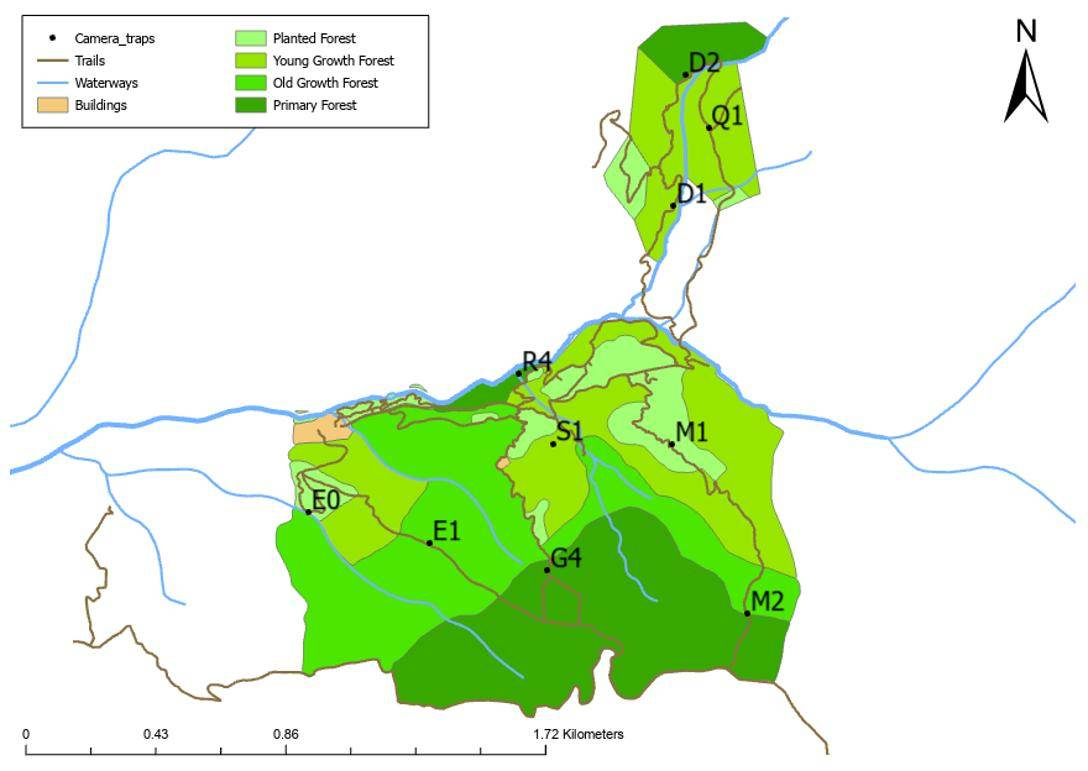 Camera_traps
Trails
Waterways
Buildings
Planted Forest
Young Growth Forest
Old Growth Forest
Primary Forest
N
D2
Q1
D1
R4
S1
M1
E0
E1
G4
M2
0 0.43 0.86 1.72 Kilometers